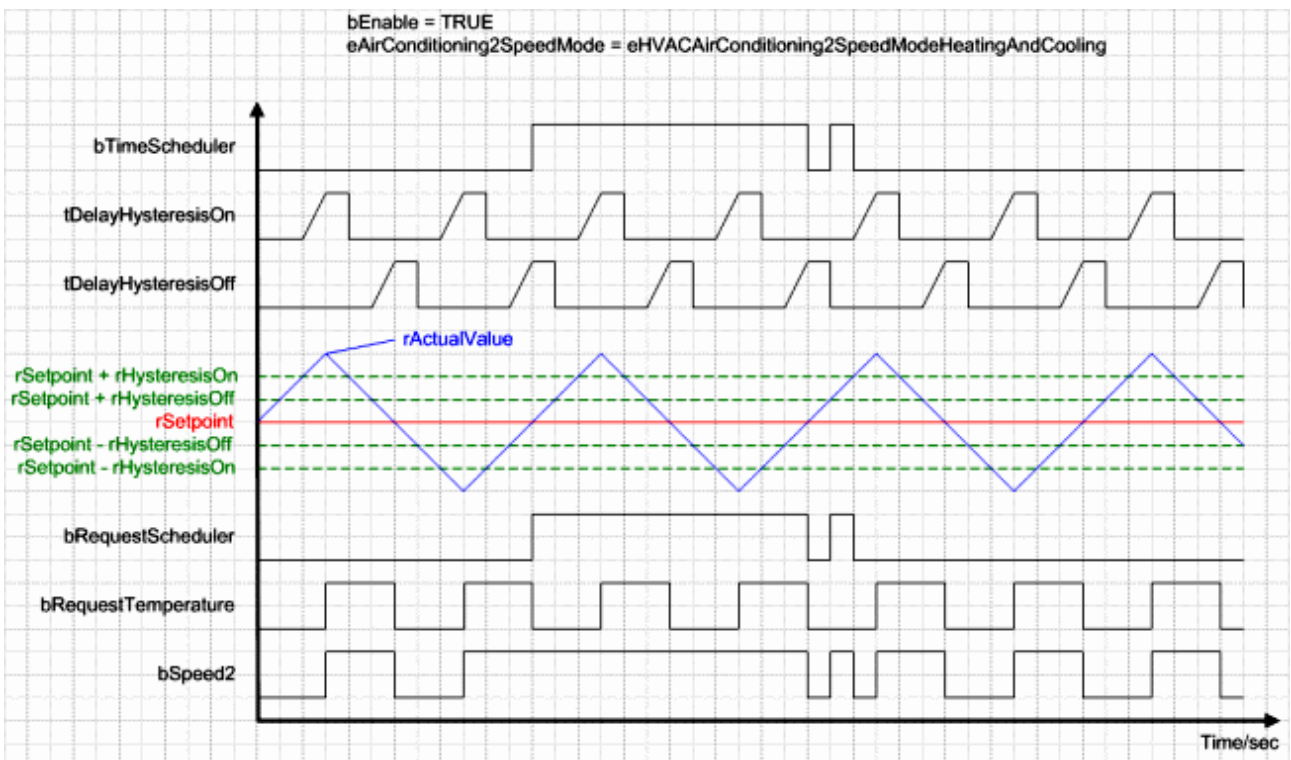 bEnable = TRUE
eAirConditioning2SpeedMode = eHVACAirConditioning2SpeedModeHeatingAndCooling
bTimeScheduler
tDelayHysteresisOn
tDelayHysteresisOff
rActualValue
rSetpoint + rHysteresisOn
rSetpoint + rHysteresisOff
rSetpoint
rSetpoint - rHysteresisOff
rSetpoint - rHysteresisOn
bRequestScheduler
bRequestTemperature
bSpeed2
Time/sec